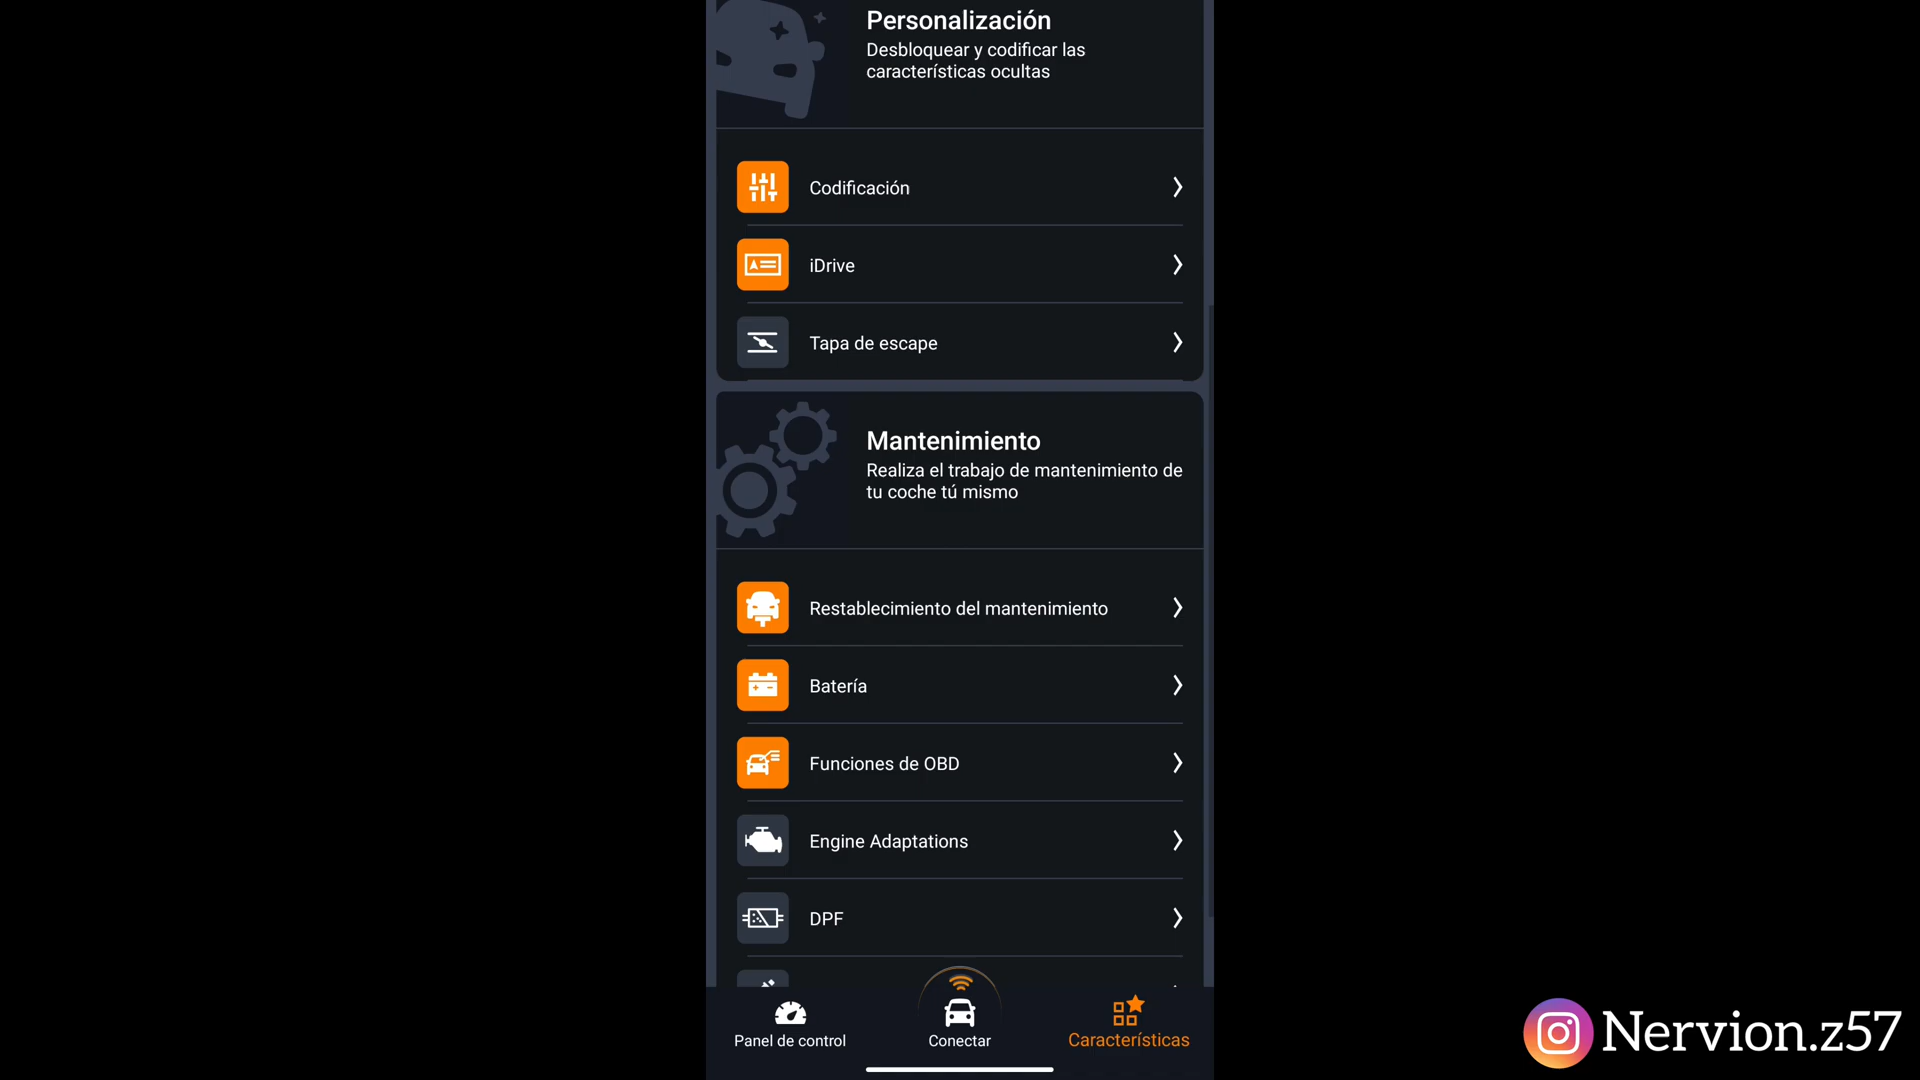 Personalización
Desbloquear y codificar las
características ocultas
Codificación
iDrive
Tapa de escape
Mantenimiento
Realiza el trabajo de mantenimiento de
tu coche tú mismo
Restablecimiento del mantenimiento
Batería
Funciones de OBD
Engine Adaptations
DPF
Panel de control
Conectar
Características
Nervion.z57